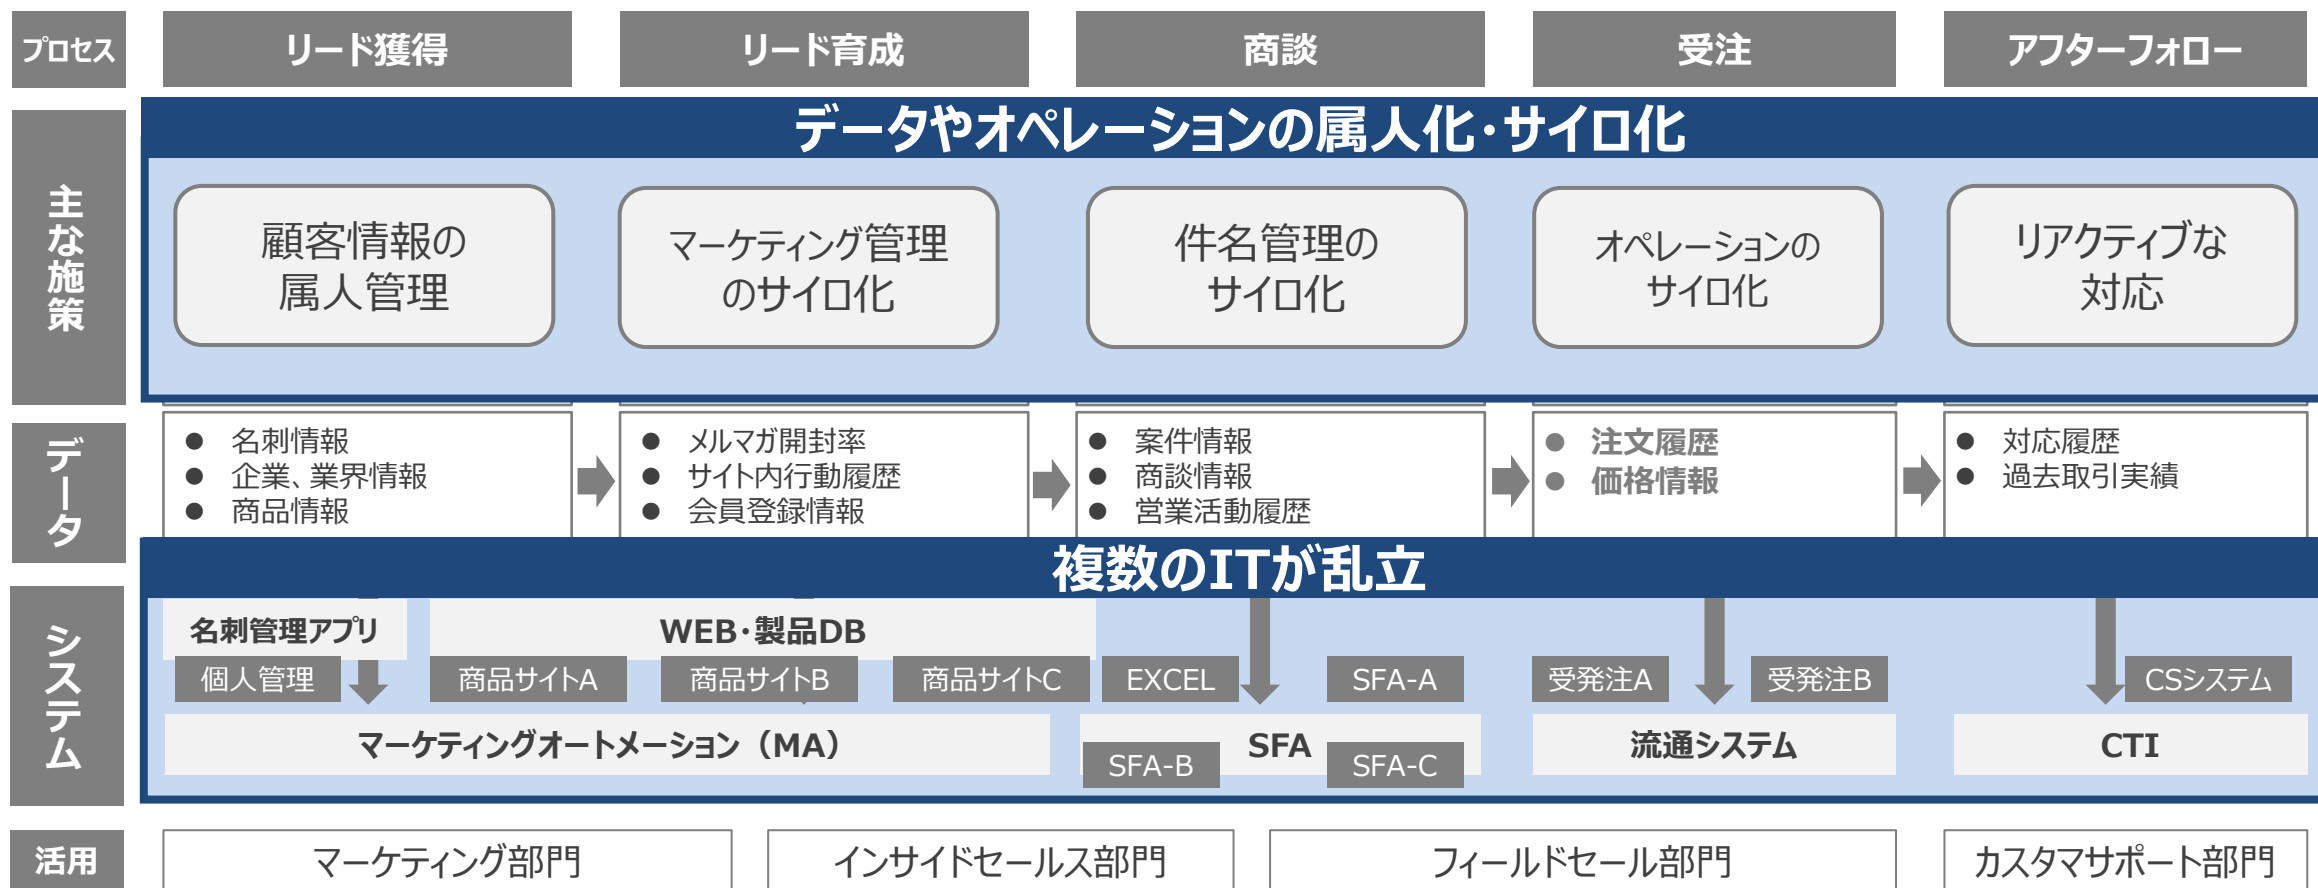 プロセス
リード獲得
リード育成
商談
受注
アフターフォロー
主な施策
データやオペレーションの属人化・サイロ化
顧客情報の
属人管理
マーケティング管理
のサイロ化
件名管理の
サイロ化
オペレーションの
サイロ化
リアクティブな
対応
データ
● 名刺情報
● 企業、業界情報
● 商品情報
● メルマガ開封率
● サイト内行動履歴
● 会員登録情報
● 案件情報
● 商談情報
● 営業活動履歴
● 注文履歴
● 価格情報
● 対応履歴
● 過去取引実績
システム
複数のITが乱立
名刺管理アプリ
WEB・製品DB
個人管理
商品サイトA
商品サイトB
商品サイトC
EXCEL
SFA-A
受発注A
受発注B
CSシステム
マーケティングオートメーション（MA）
SFA
流通システム
CTI
SFA-B
SFA-C
活用
マーケティング部門
インサイドセールス部門
フィールドセール部門
カスタマサポート部門